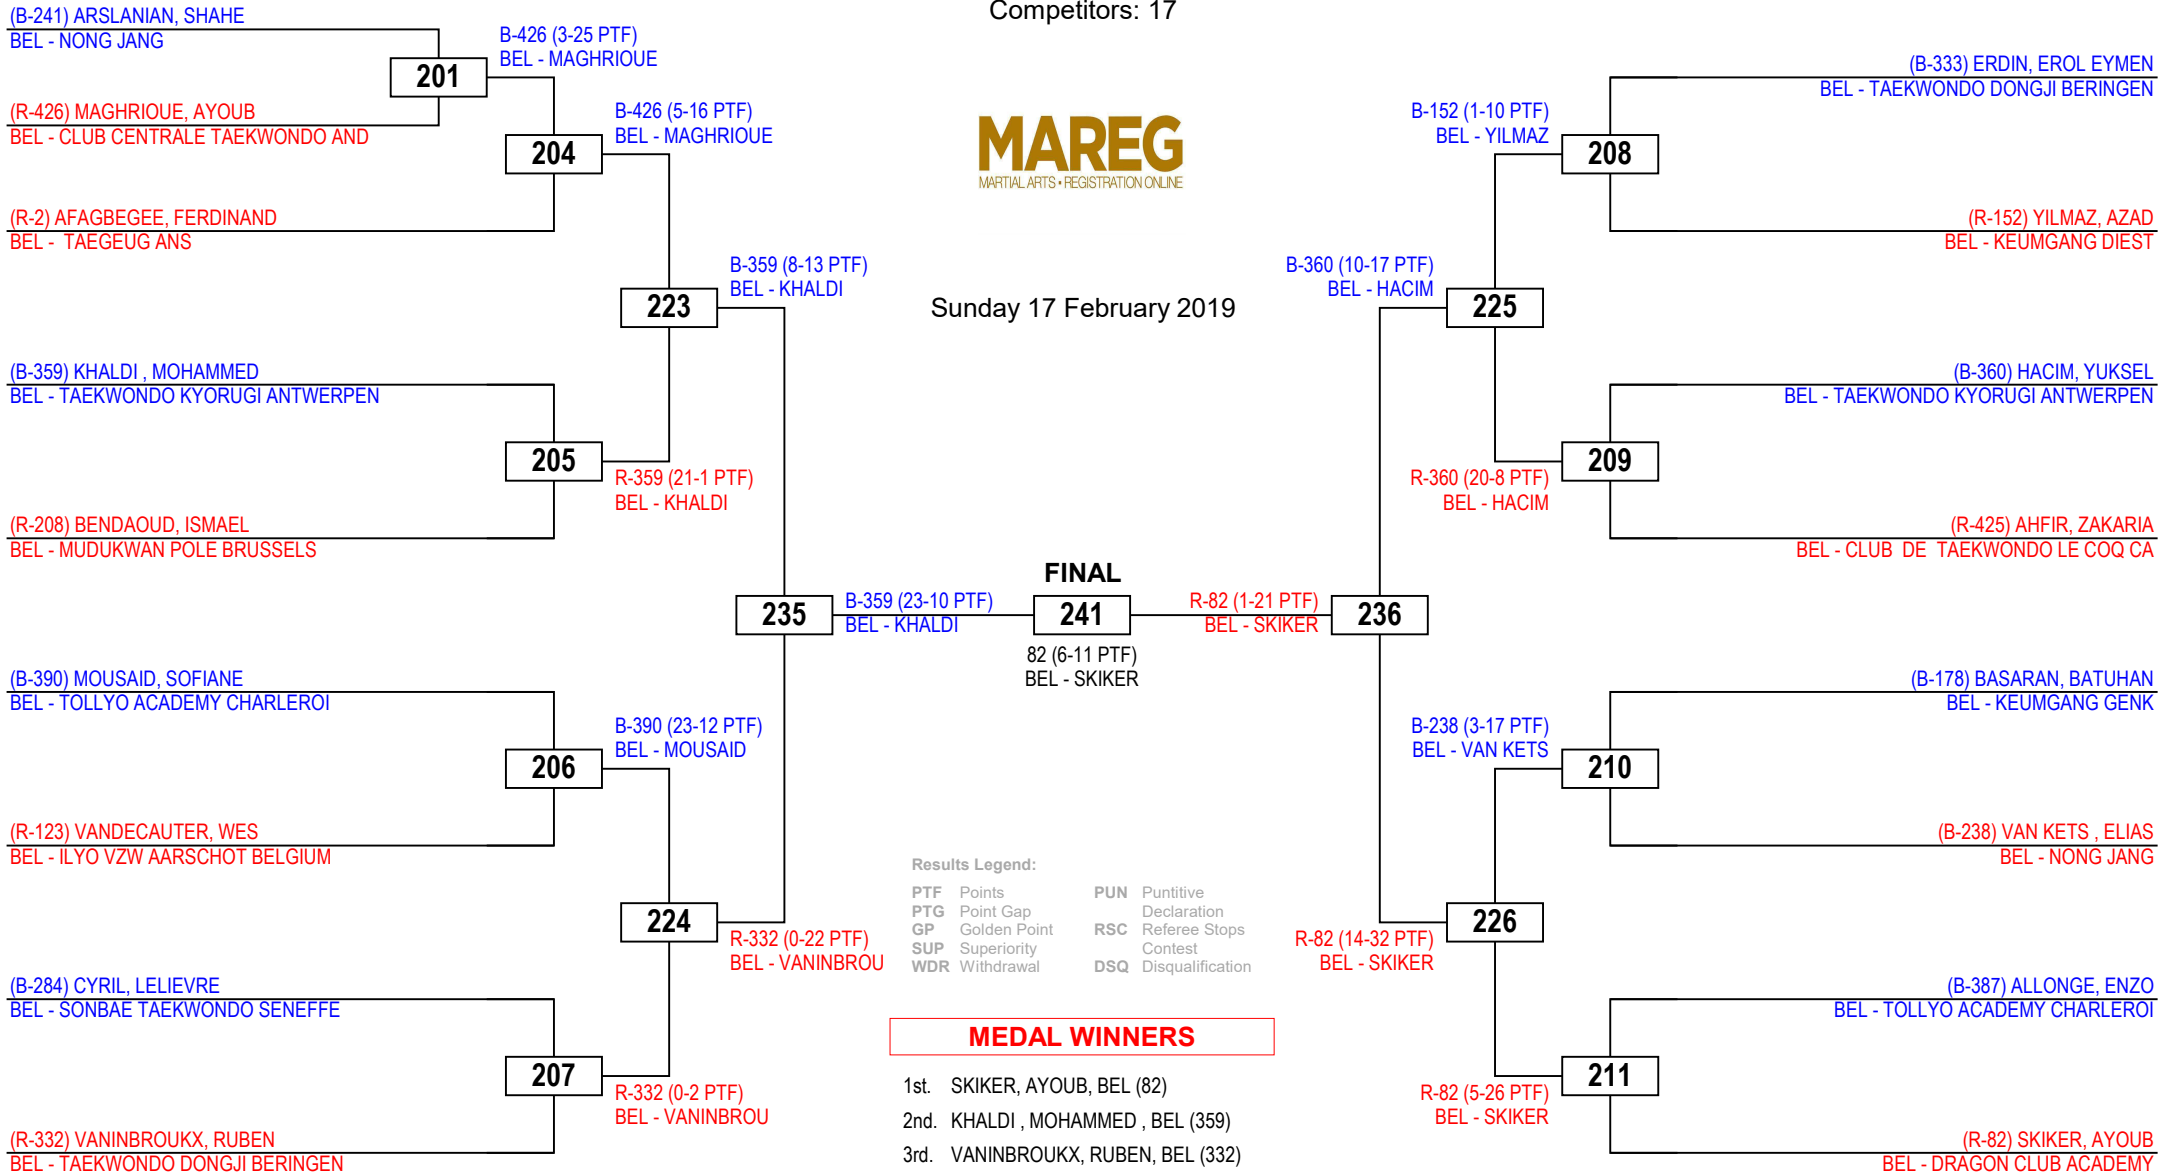 Competitors: 17
MAREG
MARTIAL ARTS • REGISTRATION ONLINE
Sunday 17 February 2019
(B-241) ARSLANIAN, SHAHE
BEL - NONG JANG
201
(R-426) MAGHRIOUE, AYOUB
BEL - CLUB CENTRALE TAEKWONDO AND
B-426 (3-25 PTF)
BEL - MAGHRIOUE
204
(R-2) AFAGBEGEE, FERDINAND
BEL - TAEGEUG ANS
B-426 (5-16 PTF)
BEL - MAGHRIOUE
223
B-359 (8-13 PTF)
BEL - KHALDI
(B-359) KHALDI , MOHAMMED
BEL - TAEKWONDO KYORUGI ANTWERPEN
205
R-359 (21-1 PTF)
BEL - KHALDI
(R-208) BENDAOUD, ISMAEL
BEL - MUDUKWAN POLE BRUSSELS
235
B-359 (23-10 PTF)
BEL - KHALDI
(B-390) MOUSAID, SOFIANE
BEL - TOLLYO ACADEMY CHARLEROI
206
B-390 (23-12 PTF)
BEL - MOUSAID
(R-123) VANDECAUTER, WES
BEL - ILYO VZW AARSCHOT BELGIUM
224
R-332 (0-22 PTF)
BEL - VANINBROU
(B-284) CYRIL, LELIEVRE
BEL - SONBAE TAEKWONDO SENEFFE
207
R-332 (0-2 PTF)
BEL - VANINBROU
(R-332) VANINBROUKX, RUBEN
BEL - TAEKWONDO DONGJI BERINGEN
FINAL
241
82 (6-11 PTF)
BEL - SKIKER
(B-333) ERDIN, EROL EYMEN
BEL - TAEKWONDO DONGJI BERINGEN
B-152 (1-10 PTF)
BEL - YILMAZ
208
(R-152) YILMAZ, AZAD
BEL - KEUMGANG DIEST
B-360 (10-17 PTF)
BEL - HACIM
225
(B-360) HACIM, YUKSEL
BEL - TAEKWONDO KYORUGI ANTWERPEN
209
R-360 (20-8 PTF)
BEL - HACIM
(R-425) AHFIR, ZAKARIA
BEL - CLUB DE TAEKWONDO LE COQ CA
R-82 (1-21 PTF)
BEL - SKIKER
236
(B-178) BASARAN, BATUHAN
BEL - KEUMGANG GENK
B-238 (3-17 PTF)
BEL - VAN KETS
210
(B-238) VAN KETS , ELIAS
BEL - NONG JANG
226
R-82 (14-32 PTF)
BEL - SKIKER
(B-387) ALLONGE, ENZO
BEL - TOLLYO ACADEMY CHARLEROI
211
R-82 (5-26 PTF)
BEL - SKIKER
(R-82) SKIKER, AYOUB
BEL - DRAGON CLUB ACADEMY
Results Legend:
PTF Points
PTG Point Gap
GP Golden Point
SUP Superiority
WDR Withdrawal
PUN Puntitive
Declaration
RSC Referee Stops
Contest
DSQ Disqualification
MEDAL WINNERS
1st. SKIKER, AYOUB, BEL (82)
2nd. KHALDI , MOHAMMED , BEL (359)
3rd. VANINBROUKX, RUBEN, BEL (332)